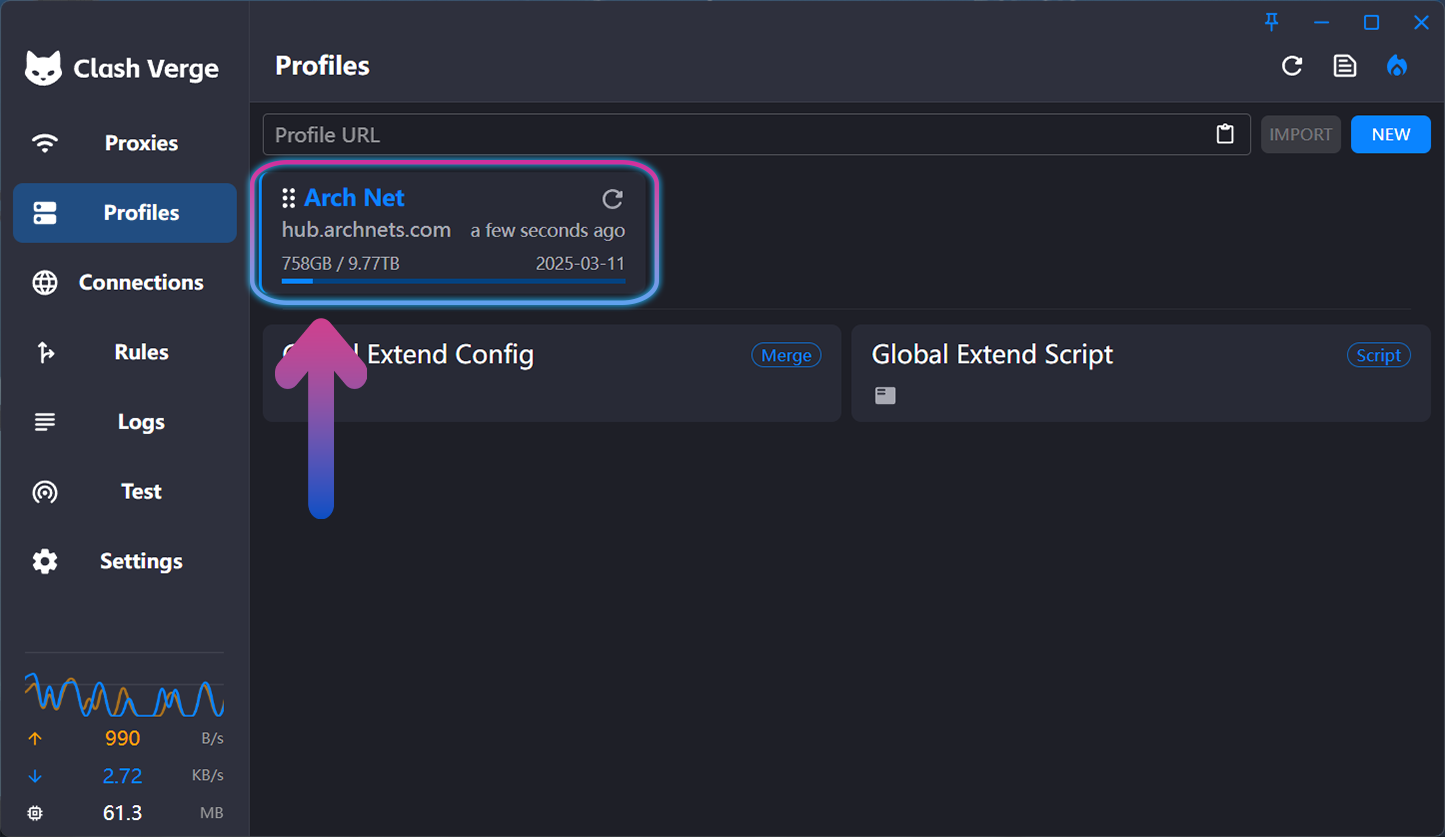 Clash Verge
Proxies
Profiles
Connections
Rules
Logs
Test
Settings
990 B/s
2.72 KB/s
61.3 MB
Profiles
Profile URL
IMPORT
NEW
Arch Net
hub.archnets.com a few seconds ago
758GB / 9.77TB 2025-03-11
Extend Config
Merge
Global Extend Script
Script